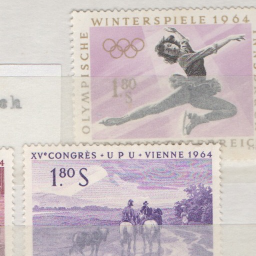 WINTERSPIELE 1964
OLYMPISCHE
1.80
S
REICH
XVᵉ CONGRÈS - U P U - VIENNE 1964
1.80 S